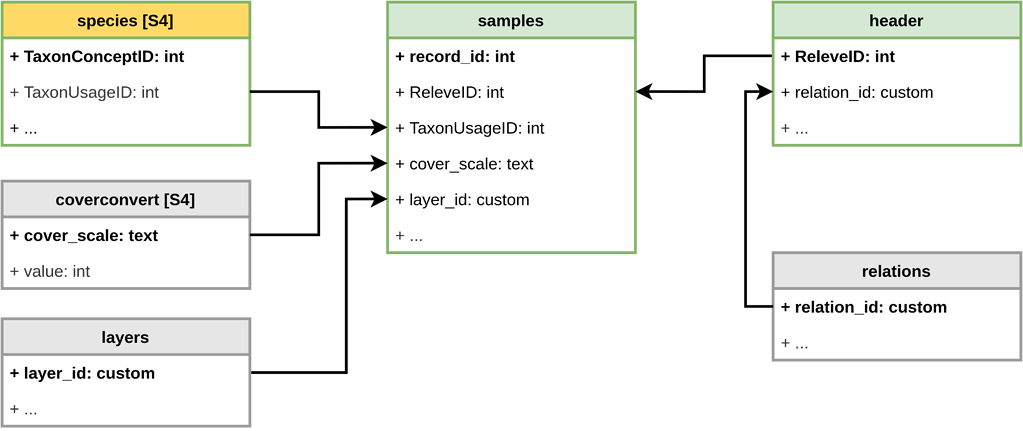 species [S4]
+ TaxonConceptID: int
+ TaxonUsageID: int
+ ...
coverconvert [S4]
+ cover_scale: text
+ value: int
layers
+ layer_id: custom
+ ...
samples
+ record_id: int
+ ReleveID: int
+ TaxonUsageID: int
+ cover_scale: text
+ layer_id: custom
+ ...
header
+ ReleveID: int
+ relation_id: custom
+ ...
relations
+ relation_id: custom
+ ...